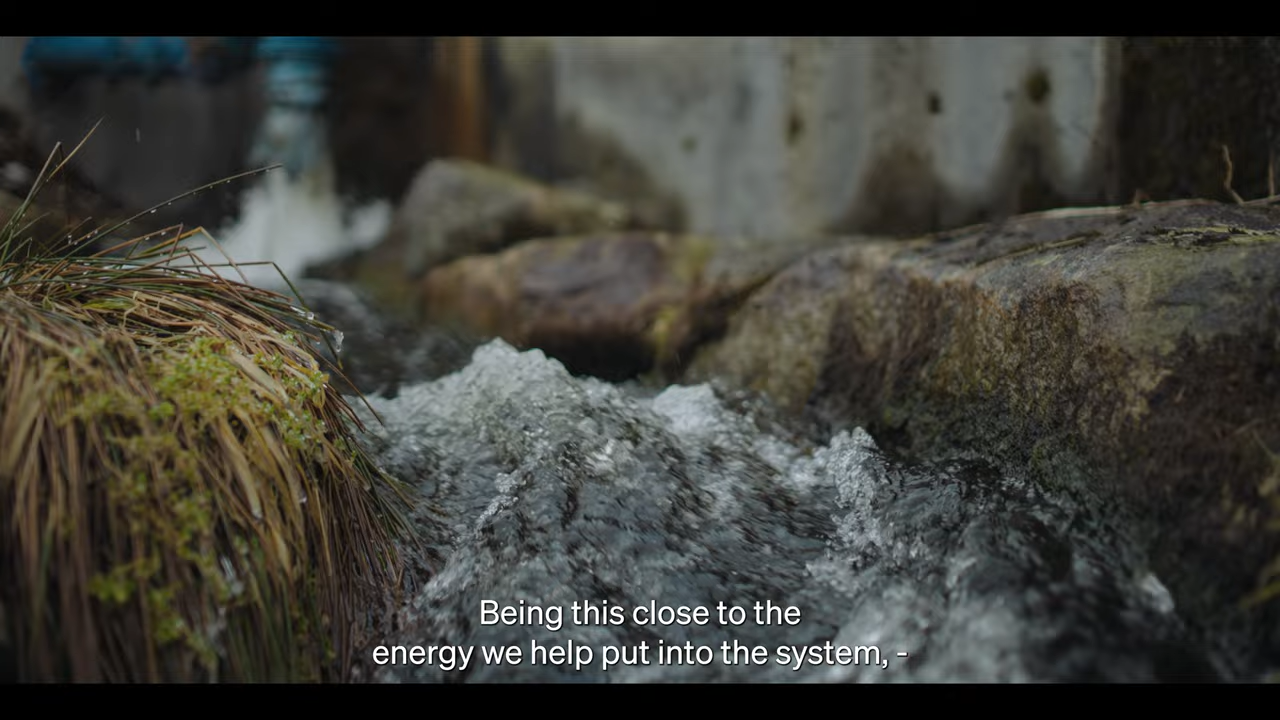 Being this close to the
energy we help put into the system, -